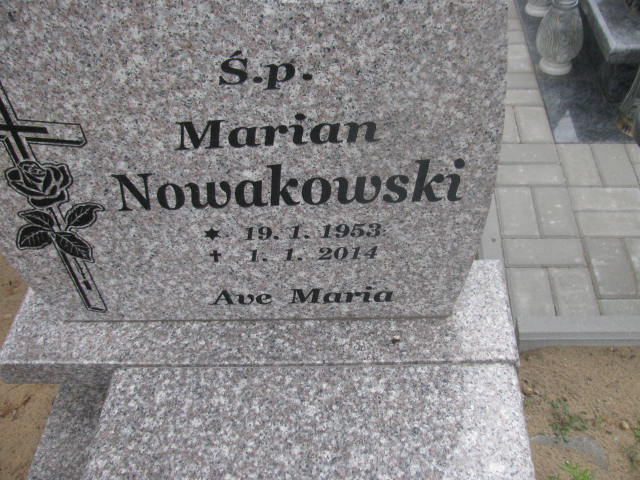 Ś.p.
Marian
Nowakowski
* 19. 1. 1953
✝ 1. 1. 2014
Ave Maria